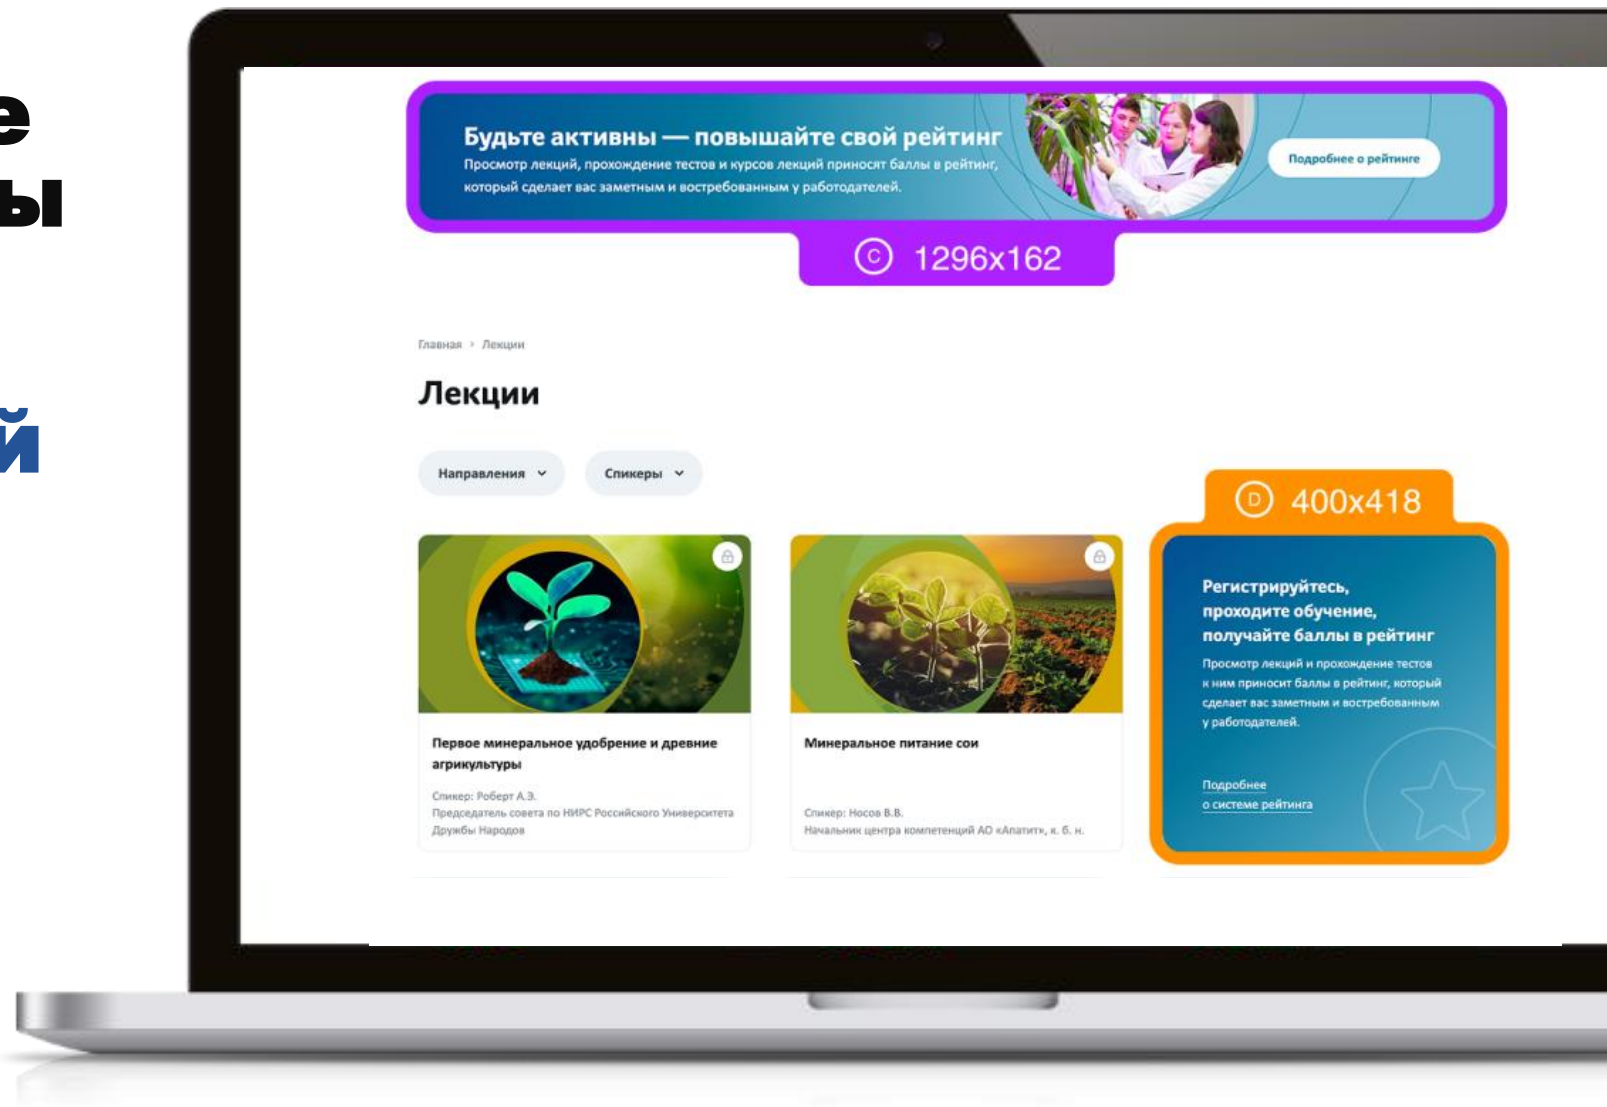 е
ы
й
Будьте активны — повышайте свой рейтинг
Просмотр лекций, прохождение тестов и курсов лекций приносят баллы в рейтинг,
который сделает вас заметным и востребованным у работодателей.
Подробнее о рейтинге
C 1296x162
Главная > Лекции
Лекции
Направления
Спикеры
D 400x418
Первое минеральное удобрение и древние
агрикультуры
Спикер: Роберт А.Э.
Председатель совета по НИРС Российского Университета
Дружбы Народов
Минеральное питание сои
Спикер: Носов В.В.
Начальник центра компетенций АО «Апатит», к. б. н.
Регистрируйтесь,
проходите обучение,
получайте баллы в рейтинг
Просмотр лекций и прохождение тестов
к ним приносит баллы в рейтинг, который
сделает вас заметным и востребованным
у работодателей.
Подробнее
о системе рейтинга